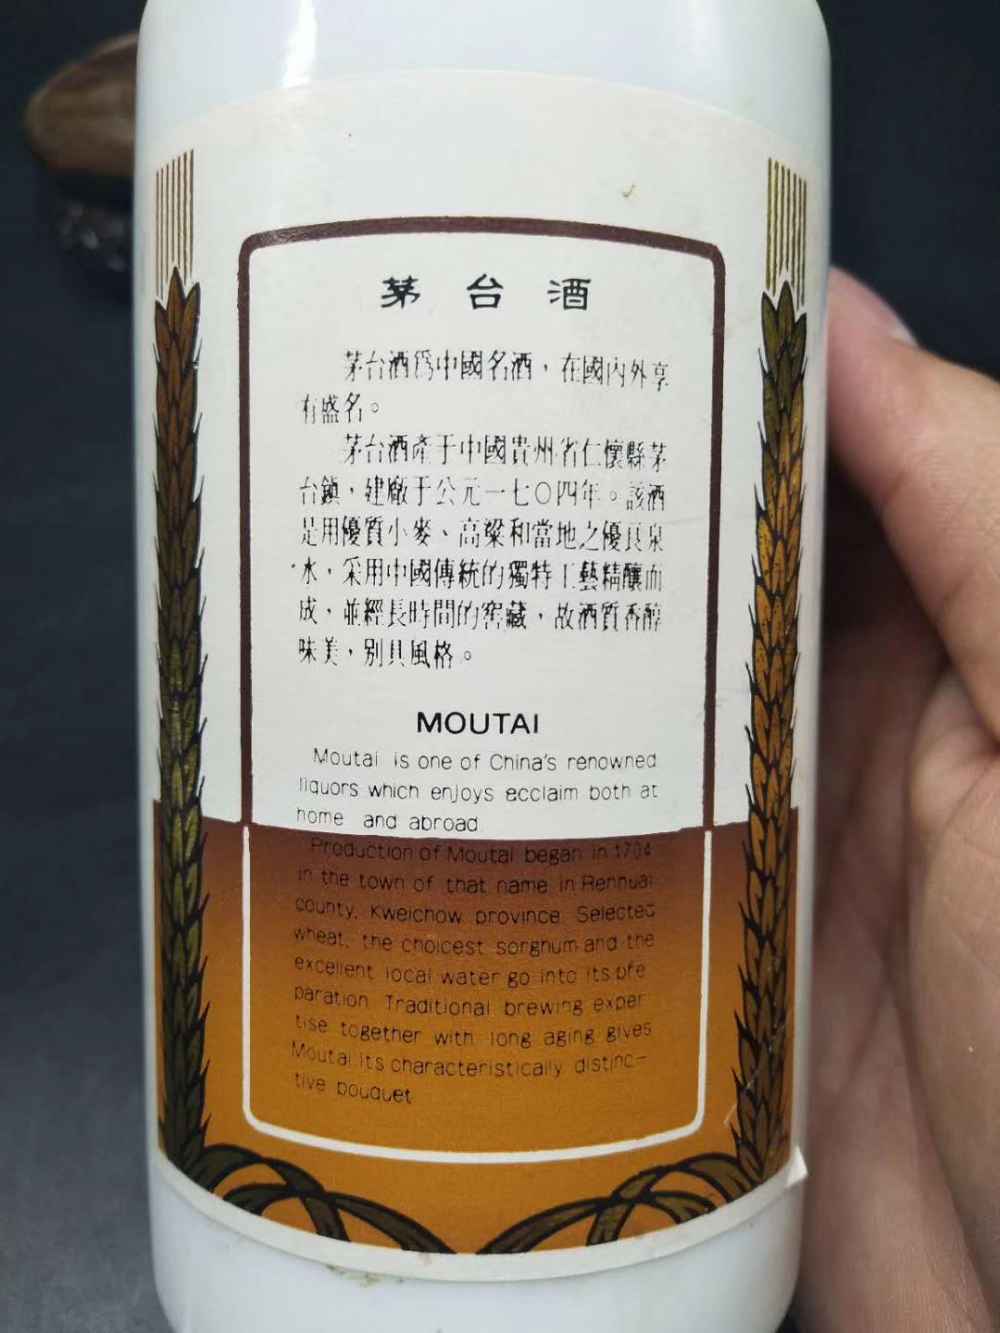 茅台酒
茅台酒為中國名酒，在國內外享
有盛名。
茅台酒產于中國貴州省仁懷縣茅
台鎮，建廠于公元一七〇四年。該酒
是用優質小麥、高粱和當地之優良泉
水，采用中國傳統的獨特工藝精釀而
成，並經長時間的窖藏，故酒質香醇
味美，別具風格。
MOUTAI
Moutai is one of China's renowned
liquors which enjoys ecclaim both at
home and abroad
Production of Moutai began in 1704
in the town of that name in Renhuai
county, Kweichow province Selected
wheat, the choicest sorghum and the
excellent local water go into its pre
paration Traditional brewing exper
tise together with long aging gives
Moutai its characteristically distinc-
tive bouquet